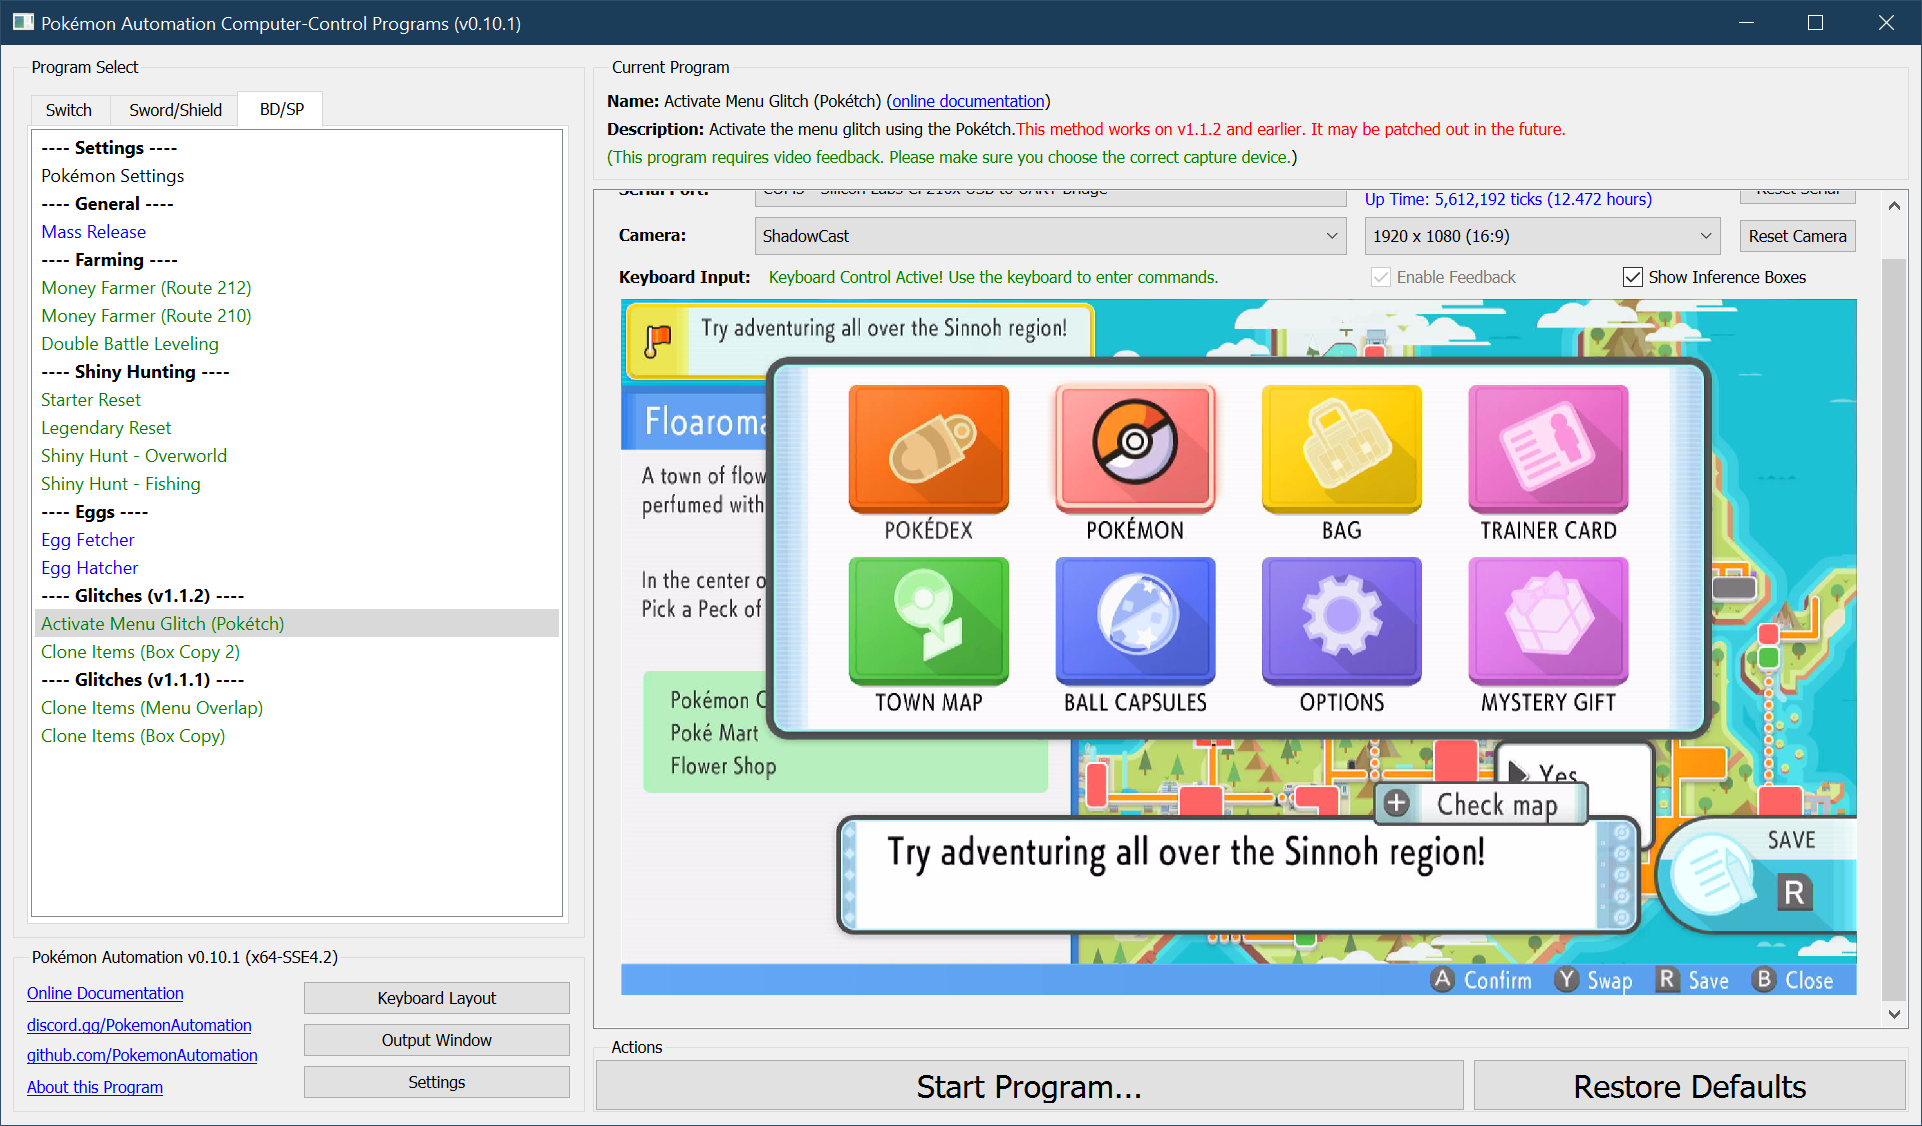 Pokémon Automation Computer-Control Programs (v0.10.1)
Program Select
Switch
Sword/Shield
BD/SP
---- Settings ----
Pokémon Settings
---- General ----
Mass Release
---- Farming ----
Money Farmer (Route 212)
Money Farmer (Route 210)
Double Battle Leveling
---- Shiny Hunting ----
Starter Reset
Legendary Reset
Shiny Hunt - Overworld
Shiny Hunt - Fishing
---- Eggs ----
Egg Fetcher
Egg Hatcher
---- Glitches (v1.1.2) ----
Activate Menu Glitch (Pokétch)
Clone Items (Box Copy 2)
---- Glitches (v1.1.1) ----
Clone Items (Menu Overlap)
Clone Items (Box Copy)
Pokémon Automation v0.10.1 (x64-SSE4.2)
Online Documentation
discord.gg/PokemonAutomation
github.com/PokemonAutomation
About this Program
Keyboard Layout
Output Window
Settings
Current Program
Name: Activate Menu Glitch (Pokétch) (online documentation)
Description: Activate the menu glitch using the Pokétch.This method works on v1.1.2 and earlier. It may be patched out in the future.
(This program requires video feedback. Please make sure you choose the correct capture device.)
Serial Port:
Silicon Labs CP210x USB to UART Bridge
Up Time: 5,612,192 ticks (12.472 hours)
Reset Serial
Camera:
ShadowCast
1920 x 1080 (16:9)
Reset Camera
Keyboard Input:
Keyboard Control Active! Use the keyboard to enter commands.
Enable Feedback
Show Inference Boxes
Try adventuring all over the Sinnoh region!
Floaroma
A town of flow
perfumed with
In the center o
Pick a Peck of
Pokémon C
Poké Mart
Flower Shop
POKÉDEX
POKÉMON
BAG
TRAINER CARD
TOWN MAP
BALL CAPSULES
OPTIONS
MYSTERY GIFT
Yes
+ Check map
Try adventuring all over the Sinnoh region!
SAVE
R
A Confirm
Y Swap
R Save
B Close
Actions
Start Program...
Restore Defaults